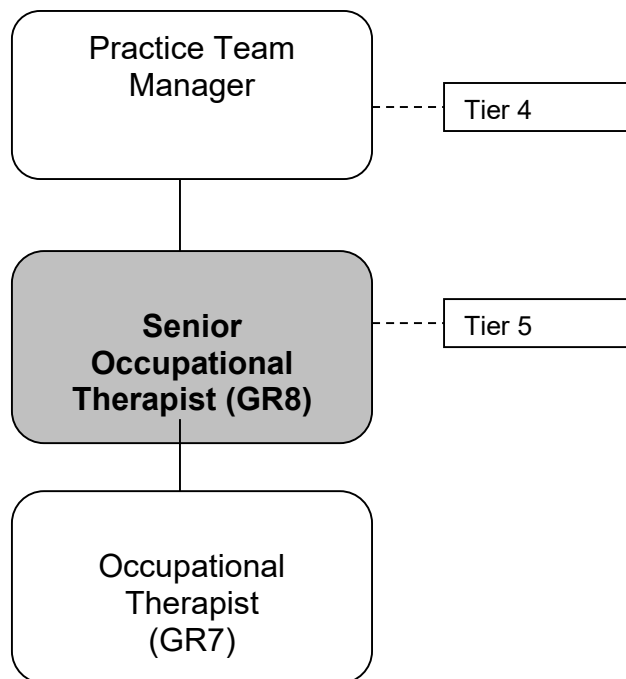 Practice Team
Manager
Tier 4
Senior
Occupational
Therapist (GR8)
Tier 5
Occupational
Therapist
(GR7)